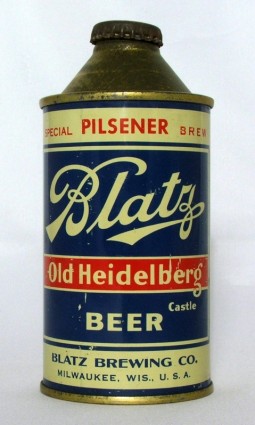 SPECIAL PILSENER BREW
Blatz
Old Heidelberg
Castle
BEER
BLATZ BREWING CO.
MILWAUKEE, WIS., U. S. A.